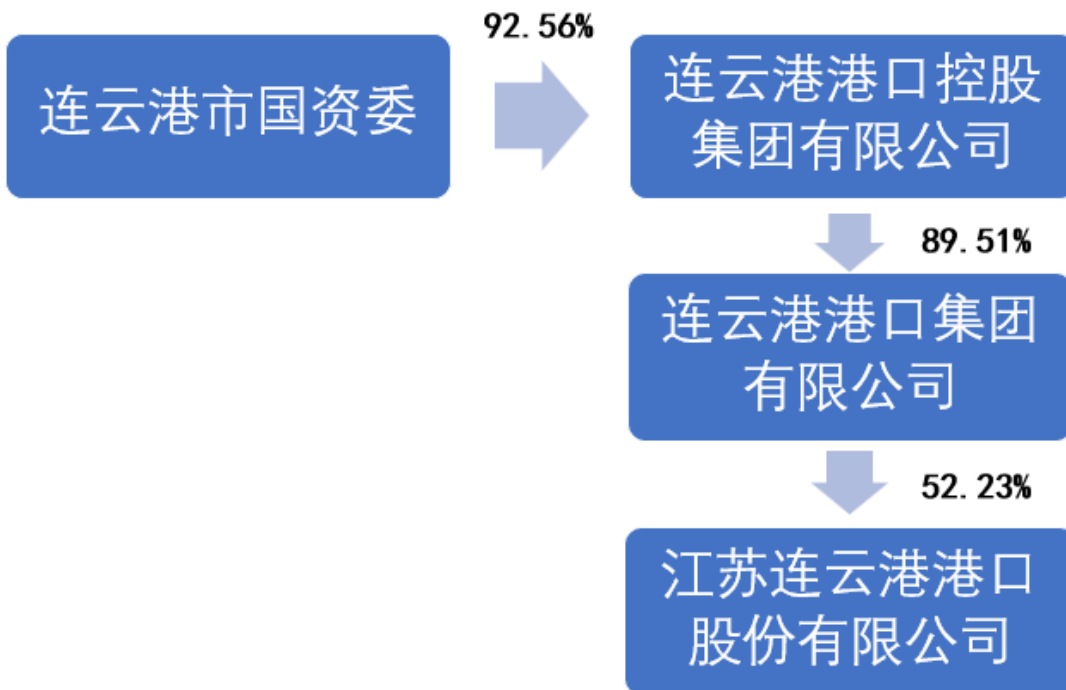 92.56%
连云港市国资委
连云港港口控股
集团有限公司
89.51%
连云港港口集团
有限公司
52.23%
江苏连云港港口
股份有限公司